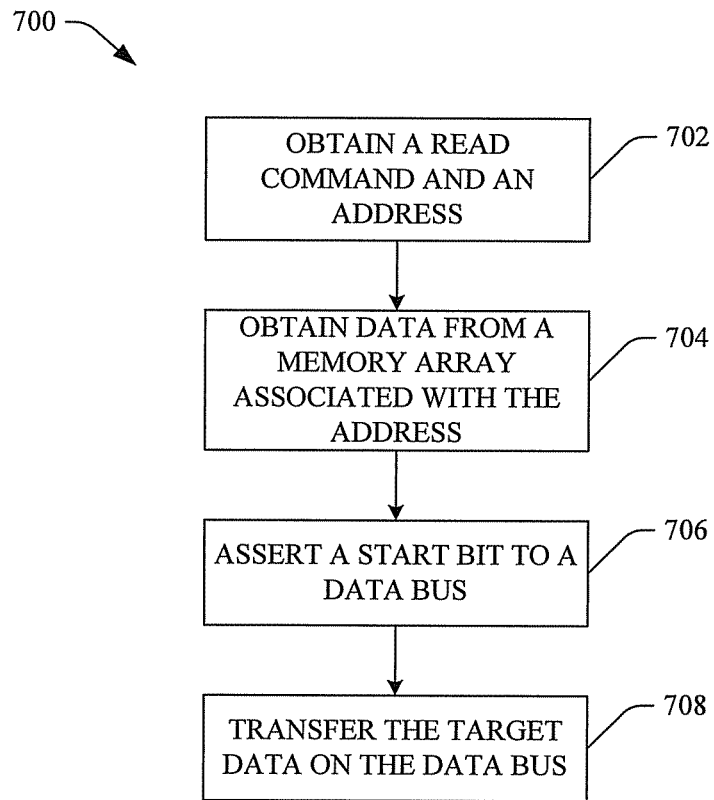 700
OBTAIN A READ
COMMAND AND AN
ADDRESS
702
OBTAIN DATA FROM A
MEMORY ARRAY
ASSOCIATED WITH THE
ADDRESS
704
ASSERT A START BIT TO A
DATA BUS
706
TRANSFER THE TARGET
DATA ON THE DATA BUS
708